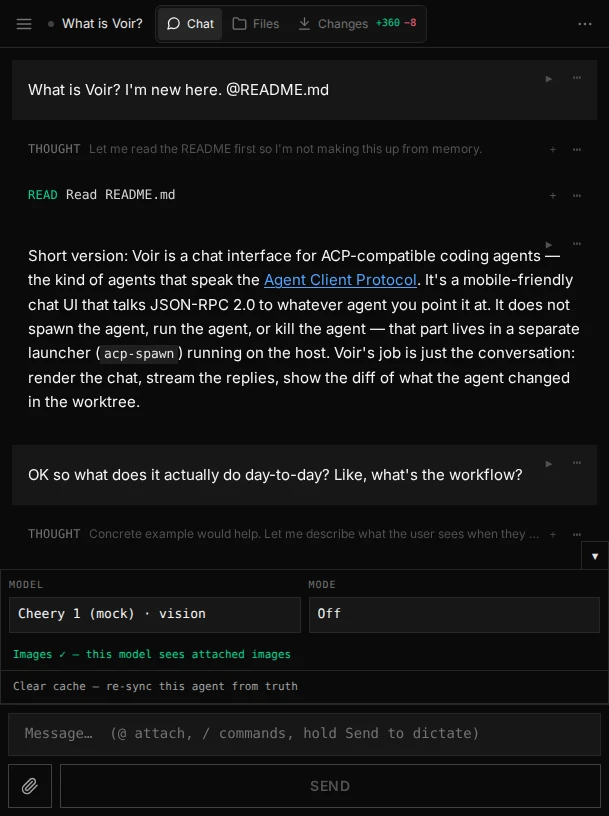 What is Voir?
Chat
Files
Changes +360 −8
What is Voir? I'm new here. @README.md
THOUGHT Let me read the README first so I'm not making this up from memory.
READ Read README.md
Short version: Voir is a chat interface for ACP-compatible coding agents —
the kind of agents that speak the Agent Client Protocol. It's a mobile-friendly
chat UI that talks JSON-RPC 2.0 to whatever agent you point it at. It does not
spawn the agent, run the agent, or kill the agent — that part lives in a separate
launcher (acp-spawn) running on the host. Voir's job is just the conversation:
render the chat, stream the replies, show the diff of what the agent changed
in the worktree.
OK so what does it actually do day-to-day? Like, what's the workflow?
THOUGHT Concrete example would help. Let me describe what the user sees when they ...
MODEL
Cheery 1 (mock) · vision
MODE
Off
Images ✓ — this model sees attached images
Clear cache — re-sync this agent from truth
Message… (@ attach, / commands, hold Send to dictate)
SEND